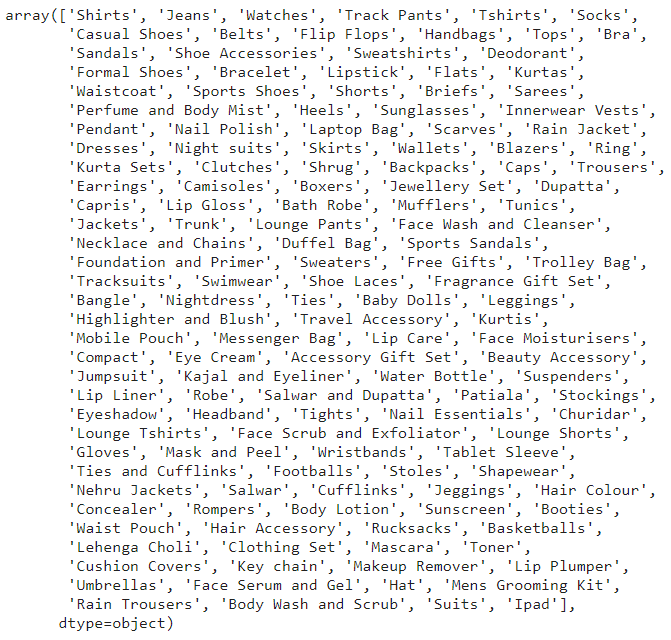 array(['Shirts', 'Jeans', 'Watches', 'Track Pants', 'Tshirts', 'Socks',
'Casual Shoes', 'Belts', 'Flip Flops', 'Handbags', 'Tops', 'Bra',
'Sandals', 'Shoe Accessories', 'Sweatshirts', 'Deodorant',
'Formal Shoes', 'Bracelet', 'Lipstick', 'Flats', 'Kurtas',
'Waistcoat', 'Sports Shoes', 'Shorts', 'Briefs', 'Sarees',
'Perfume and Body Mist', 'Heels', 'Sunglasses', 'Innerwear Vests',
'Pendant', 'Nail Polish', 'Laptop Bag', 'Scarves', 'Rain Jacket',
'Dresses', 'Night suits', 'Skirts', 'Wallets', 'Blazers', 'Ring',
'Kurta Sets', 'Clutches', 'Shrug', 'Backpacks', 'Caps', 'Trousers',
'Earrings', 'Camisoles', 'Boxers', 'Jewellery Set', 'Dupatta',
'Capris', 'Lip Gloss', 'Bath Robe', 'Mufflers', 'Tunics',
'Jackets', 'Trunk', 'Lounge Pants', 'Face Wash and Cleanser',
'Necklace and Chains', 'Duffel Bag', 'Sports Sandals',
'Foundation and Primer', 'Sweaters', 'Free Gifts', 'Trolley Bag',
'Tracksuits', 'Swimwear', 'Shoe Laces', 'Fragrance Gift Set',
'Bangle', 'Nightdress', 'Ties', 'Baby Dolls', 'Leggings',
'Highlighter and Blush', 'Travel Accessory', 'Kurtis',
'Mobile Pouch', 'Messenger Bag', 'Lip Care', 'Face Moisturisers',
'Compact', 'Eye Cream', 'Accessory Gift Set', 'Beauty Accessory',
'Jumpsuit', 'Kajal and Eyeliner', 'Water Bottle', 'Suspenders',
'Lip Liner', 'Robe', 'Salwar and Dupatta', 'Patiala', 'Stockings',
'Eyeshadow', 'Headband', 'Tights', 'Nail Essentials', 'Churidar',
'Lounge Tshirts', 'Face Scrub and Exfoliator', 'Lounge Shorts',
'Gloves', 'Mask and Peel', 'Wristbands', 'Tablet Sleeve',
'Ties and Cufflinks', 'Footballs', 'Stoles', 'Shapewear',
'Nehru Jackets', 'Salwar', 'Cufflinks', 'Jeggings', 'Hair Colour',
'Concealer', 'Rompers', 'Body Lotion', 'Sunscreen', 'Booties',
'Waist Pouch', 'Hair Accessory', 'Rucksacks', 'Basketballs',
'Lehenga Choli', 'Clothing Set', 'Mascara', 'Toner',
'Cushion Covers', 'Key chain', 'Makeup Remover', 'Lip Plumper',
'Umbrellas', 'Face Serum and Gel', 'Hat', 'Mens Grooming Kit',
'Rain Trousers', 'Body Wash and Scrub', 'Suits', 'Ipad'],
dtype=object)